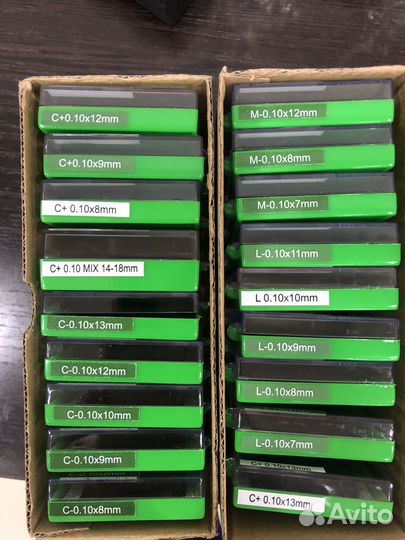 C+0.10x12mm
C+0.10x9mm
C+ 0.10x8mm
C+ 0.10 MIX 14-18mm
C-0.10x13mm
C-0.10x12mm
C-0.10x10mm
C-0.10x9mm
C-0.10x8mm
M-0.10x12mm
M-0.10x8mm
M-0.10x7mm
L-0.10x11mm
L 0.10x10mm
L-0.10x9mm
L-0.10x8mm
L-0.10x7mm
C+ 0.10x13mm
C+ 0.10x13mm
Avito